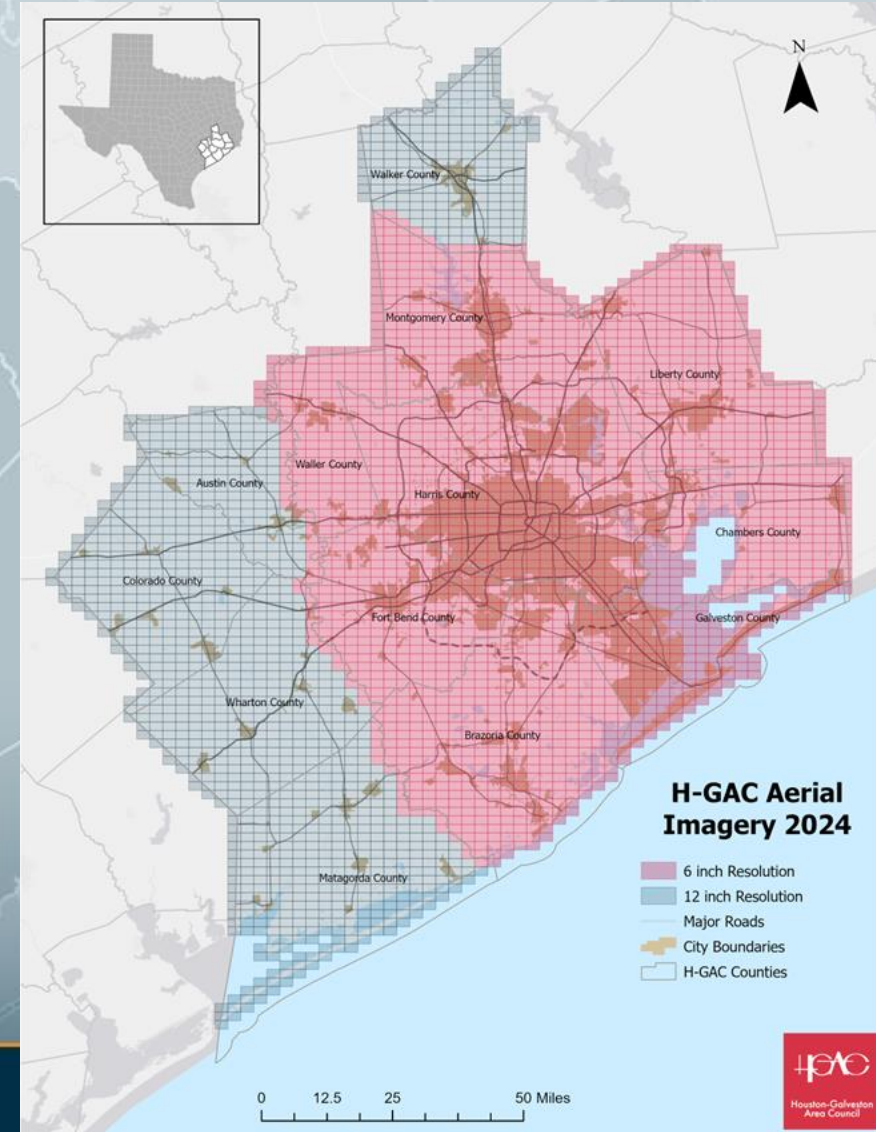 N
Walker County
Montgomery County
Liberty County
Waller County
Austin County
Harris County
Chambers County
Colorado County
Fort Bend County
Galveston County
Wharton County
Brazoria County
Matagorda County
H-GAC Aerial
Imagery 2024
6 inch Resolution
12 inch Resolution
Major Roads
City Boundaries
H-GAC Counties
0 12.5 25 50 Miles
HGAC
Houston-Galveston
Area Council